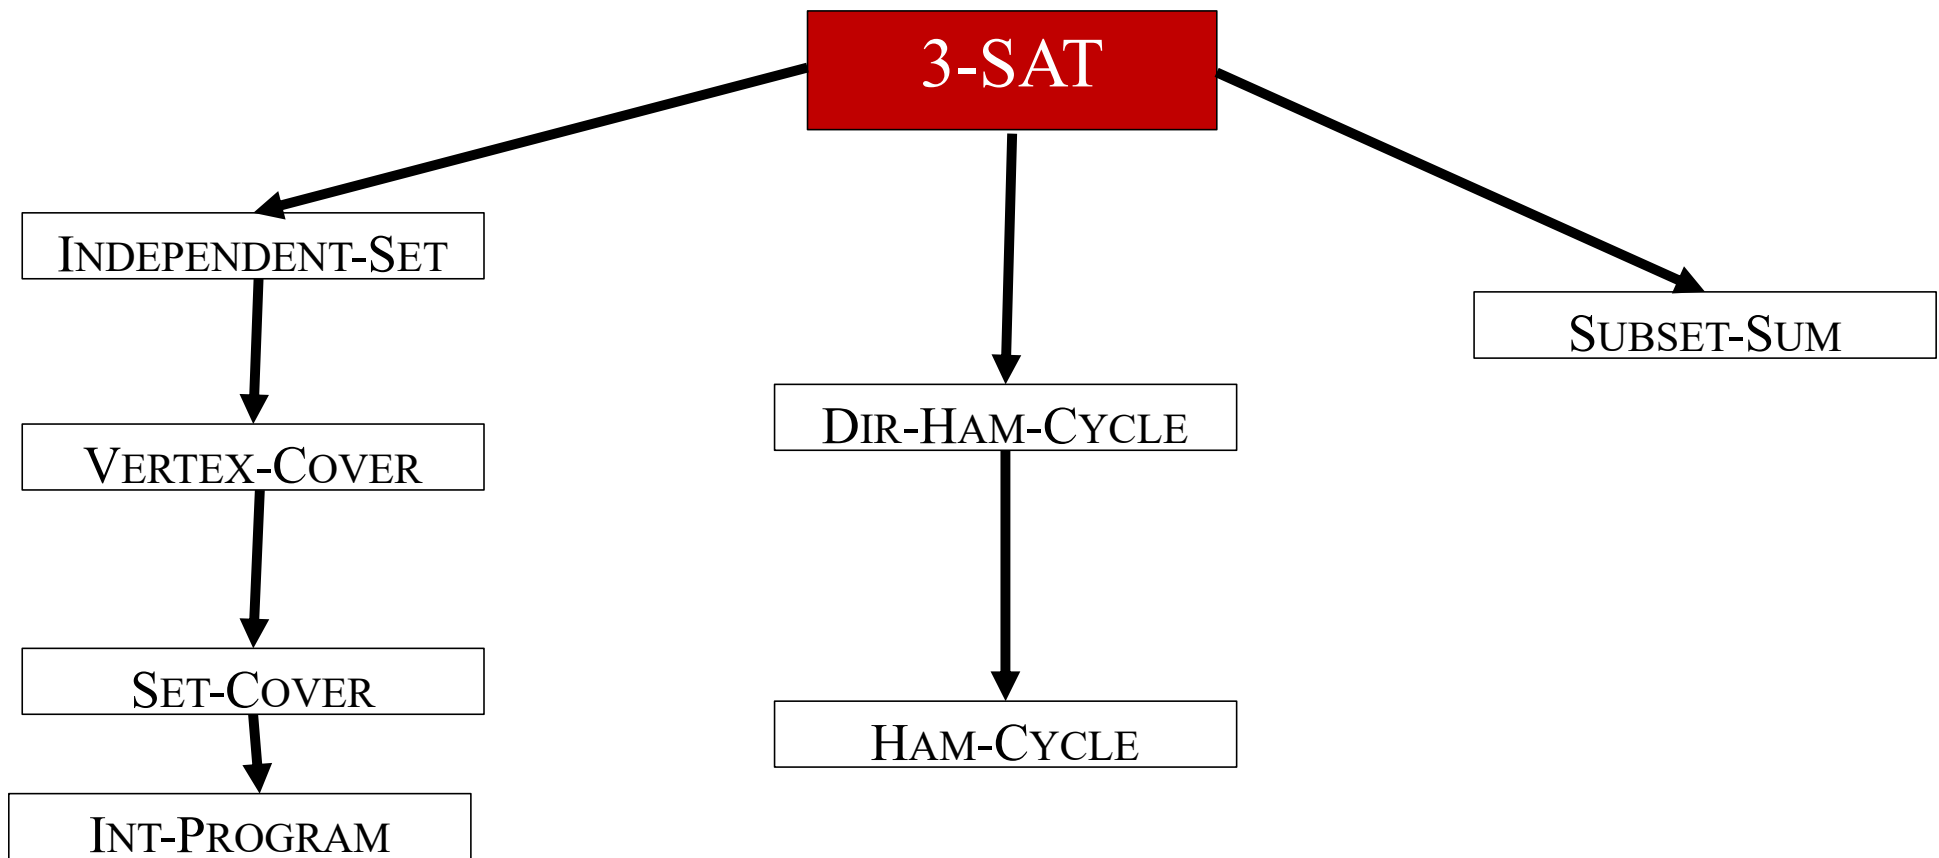 3-SAT
INDEPENDENT-SET
SUBSET-SUM
DIR-HAM-CYCLE
VERTEX-COVER
SET-COVER
HAM-CYCLE
INT-PROGRAM